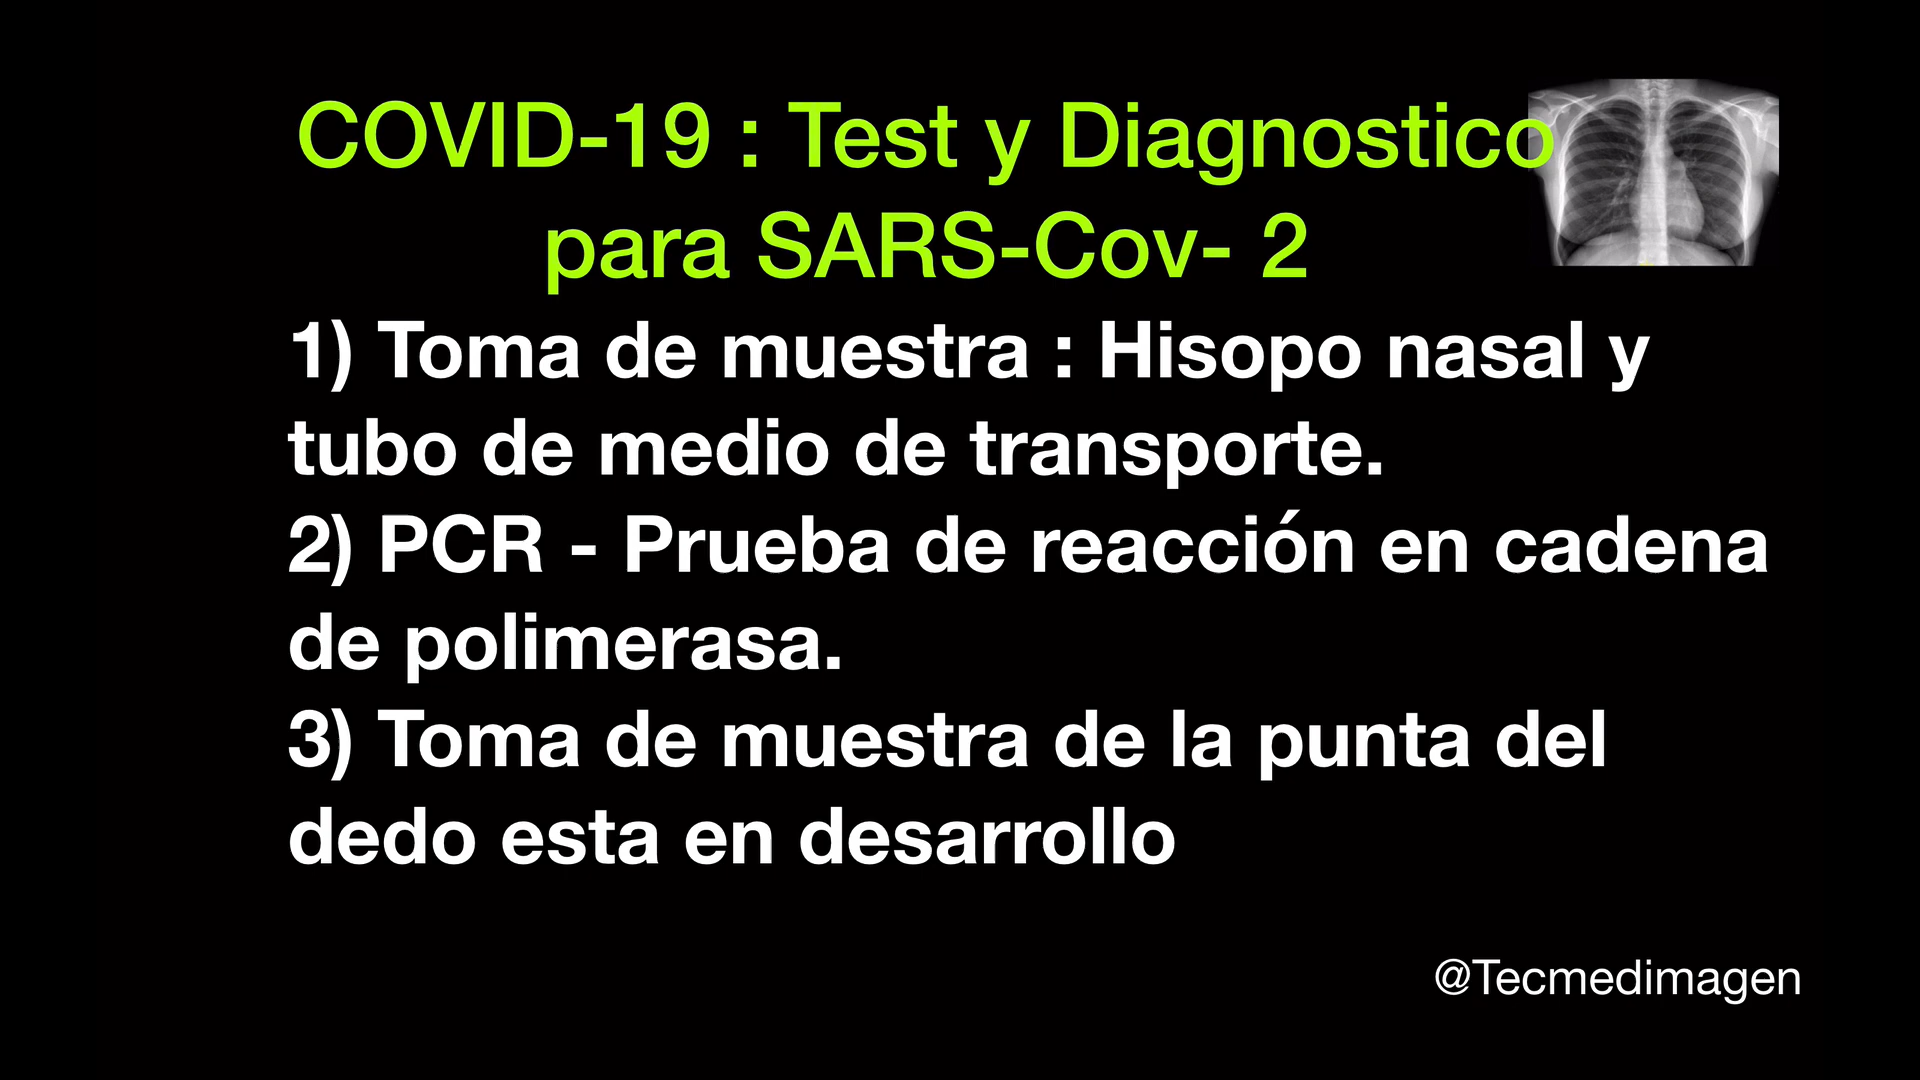 COVID-19 : Test y Diagnostico
para SARS-Cov- 2
1) Toma de muestra : Hisopo nasal y
tubo de medio de transporte.
2) PCR - Prueba de reacción en cadena
de polimerasa.
3) Toma de muestra de la punta del
dedo esta en desarrollo
@Tecmedimagen